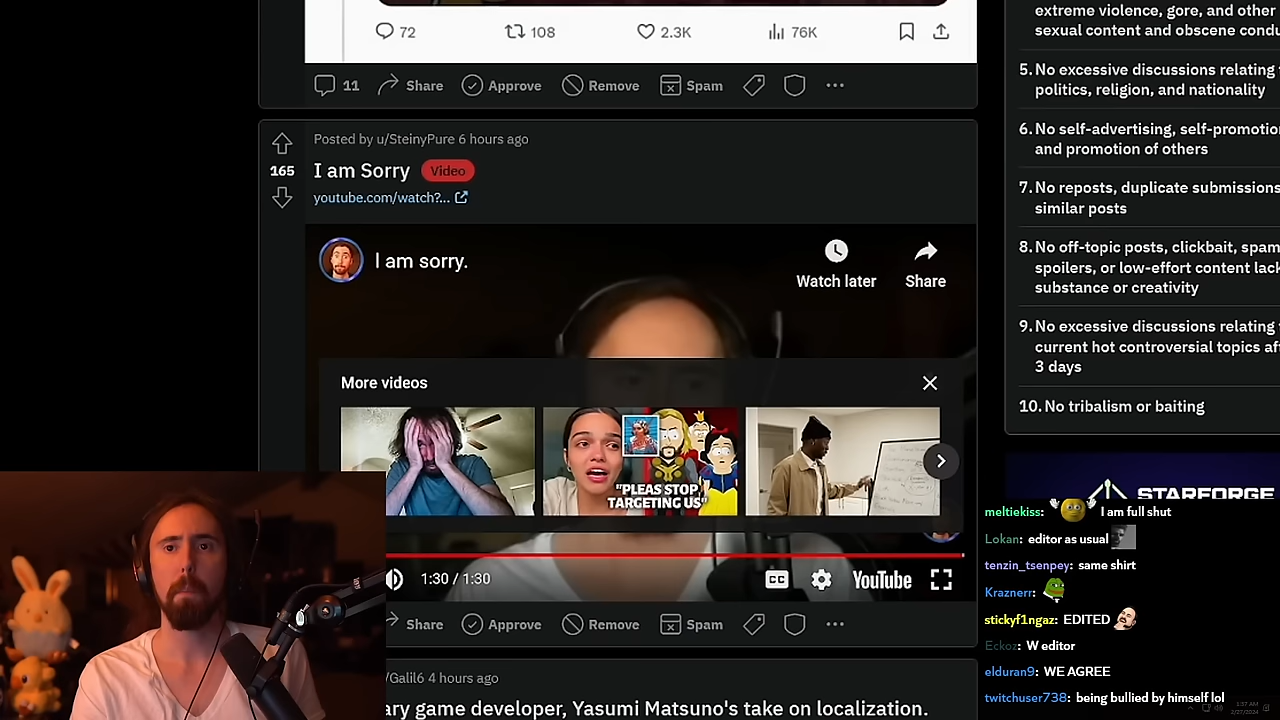 72 108 2.3K 76K
11 Share Approve Remove Spam
Posted by u/SteinyPure 6 hours ago
165
I am Sorry Video
youtube.com/watch?...
I am sorry.
Watch later Share
More videos
"PLEAS STOP
TARGETING US"
1:30 / 1:30
CC
YouTube
Share Approve Remove Spam
/Galil6 4 hours ago
ary game developer, Yasumi Matsuno's take on localization.
extreme violence, gore, and other
sexual content and obscene condu
5. No excessive discussions relating
politics, religion, and nationality
6. No self-advertising, self-promotio
and promotion of others
7. No reposts, duplicate submissions
similar posts
8. No off-topic posts, clickbait, spam
spoilers, or low-effort content lack
substance or creativity
9. No excessive discussions relating
current hot controversial topics aft
3 days
10. No tribalism or baiting
STARFORGE
meltiekiss: I am full shut
Lokan: editor as usual
tenzin_tsenpey: same shirt
Kraznerr:
stickyf1ngaz: EDITED
Eckoz: W editor
elduran9: WE AGREE
twitchuser738: being bullied by himself lol